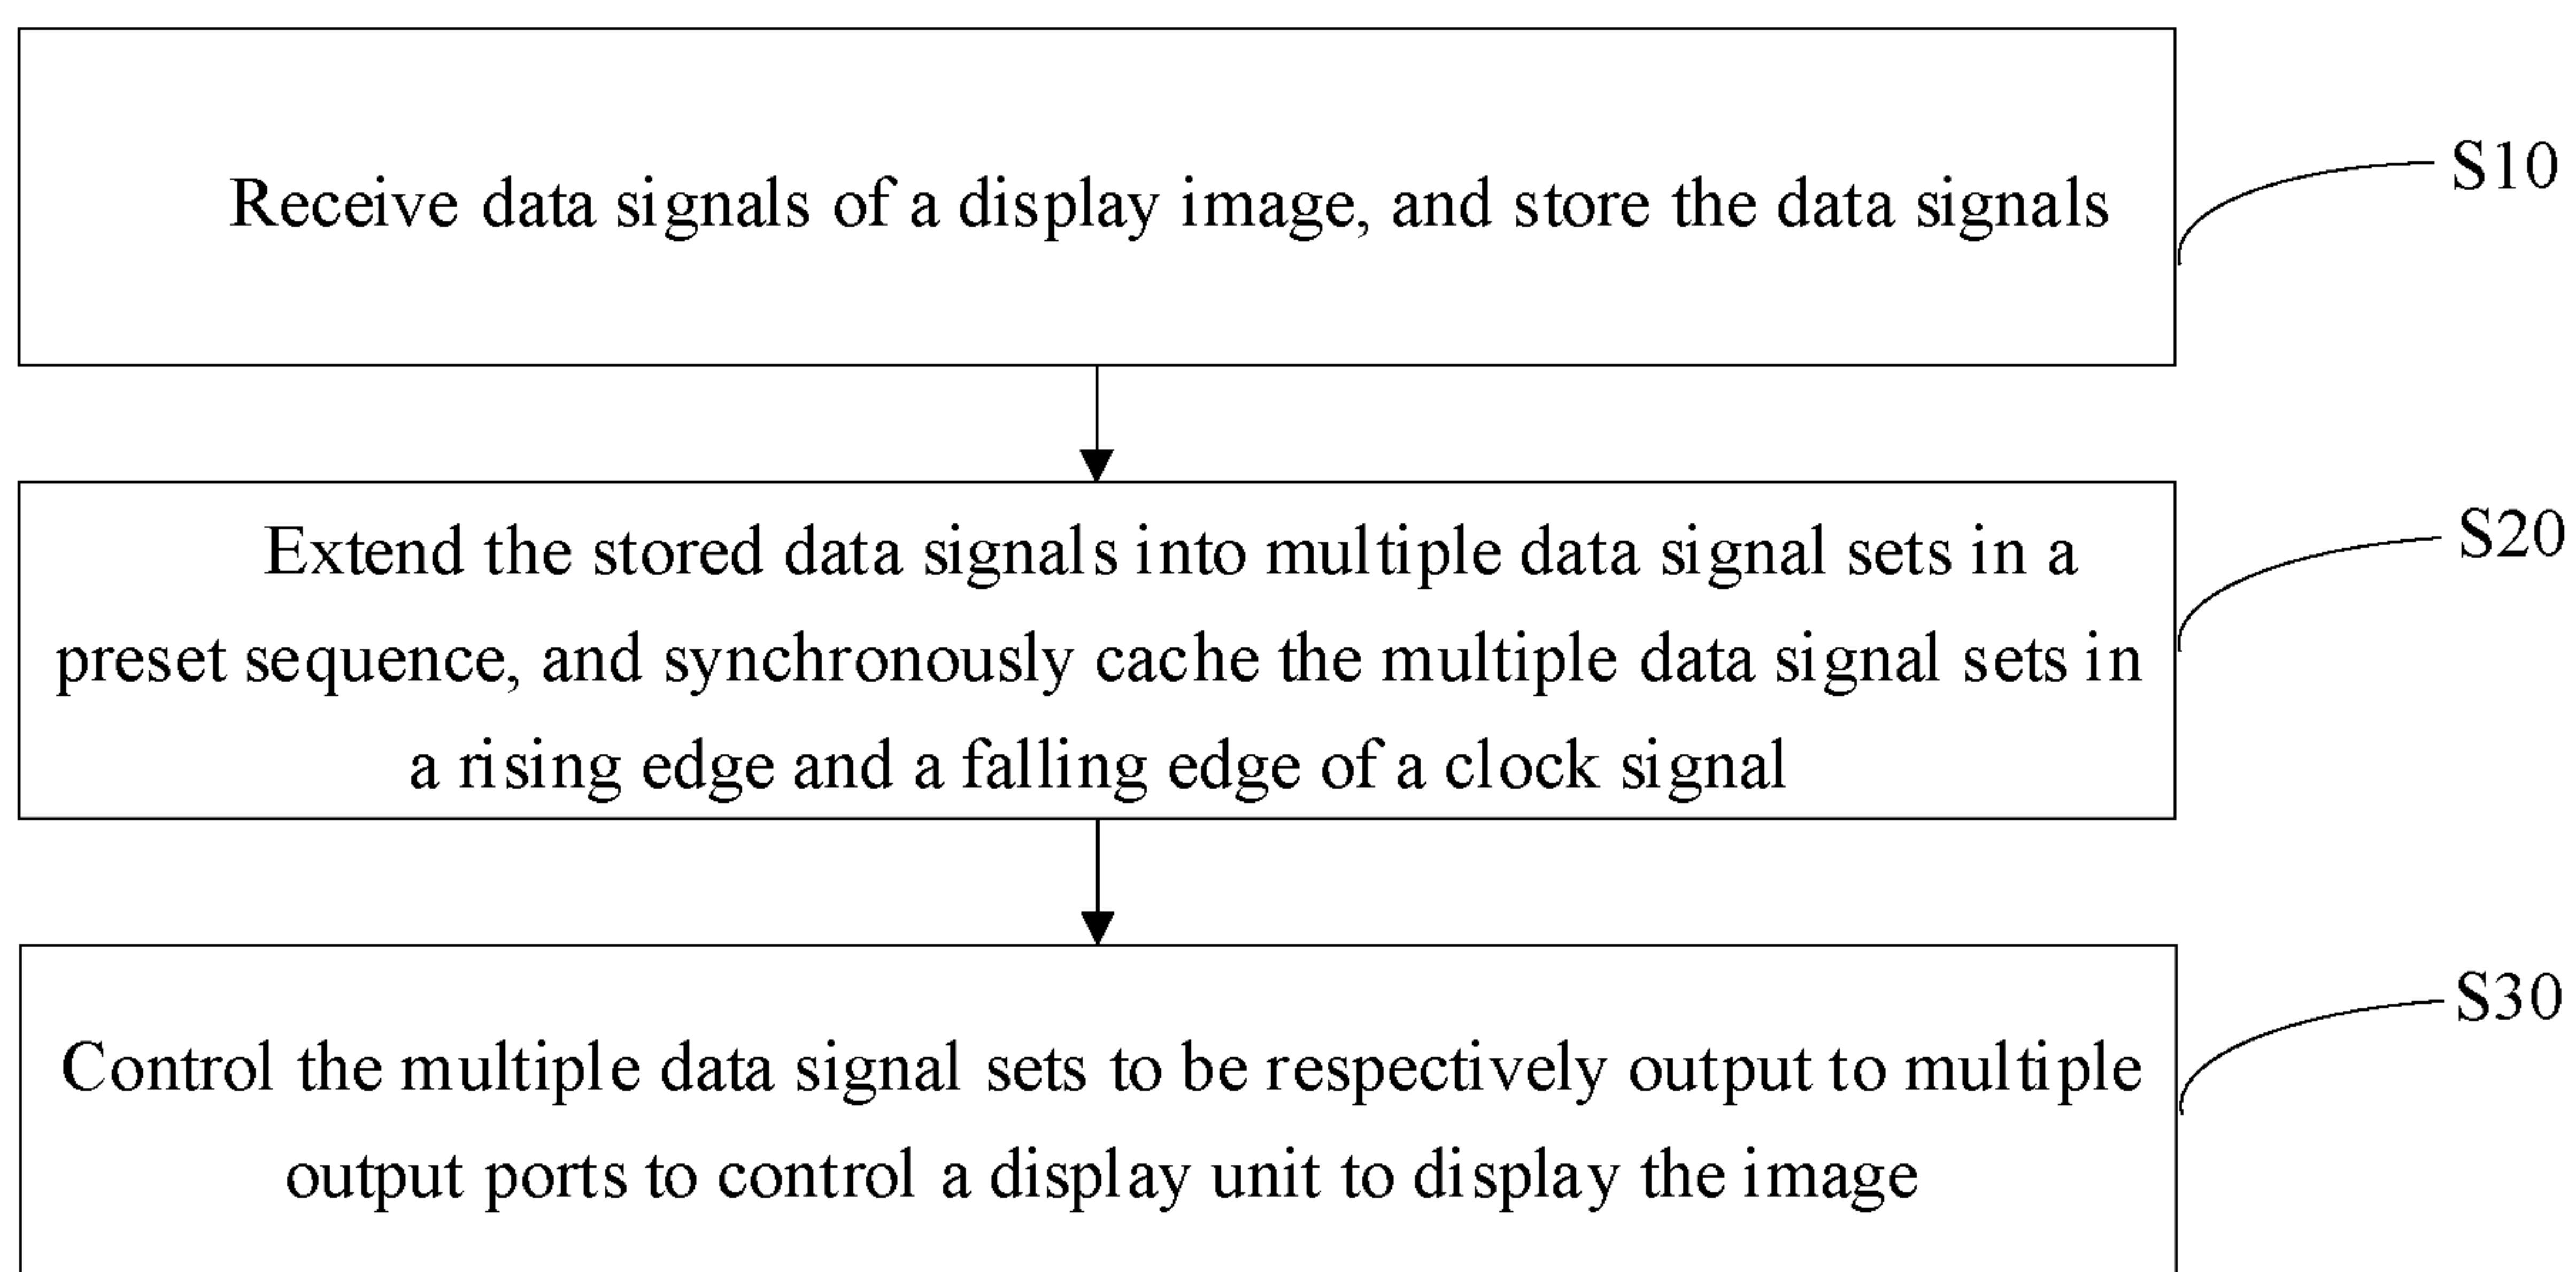 Receive data signals of a display image, and store the data signals
S10
Extend the stored data signals into multiple data signal sets in a
preset sequence, and synchronously cache the multiple data signal sets in
a rising edge and a falling edge of a clock signal
S20
Control the multiple data signal sets to be respectively output to multiple
output ports to control a display unit to display the image
S30